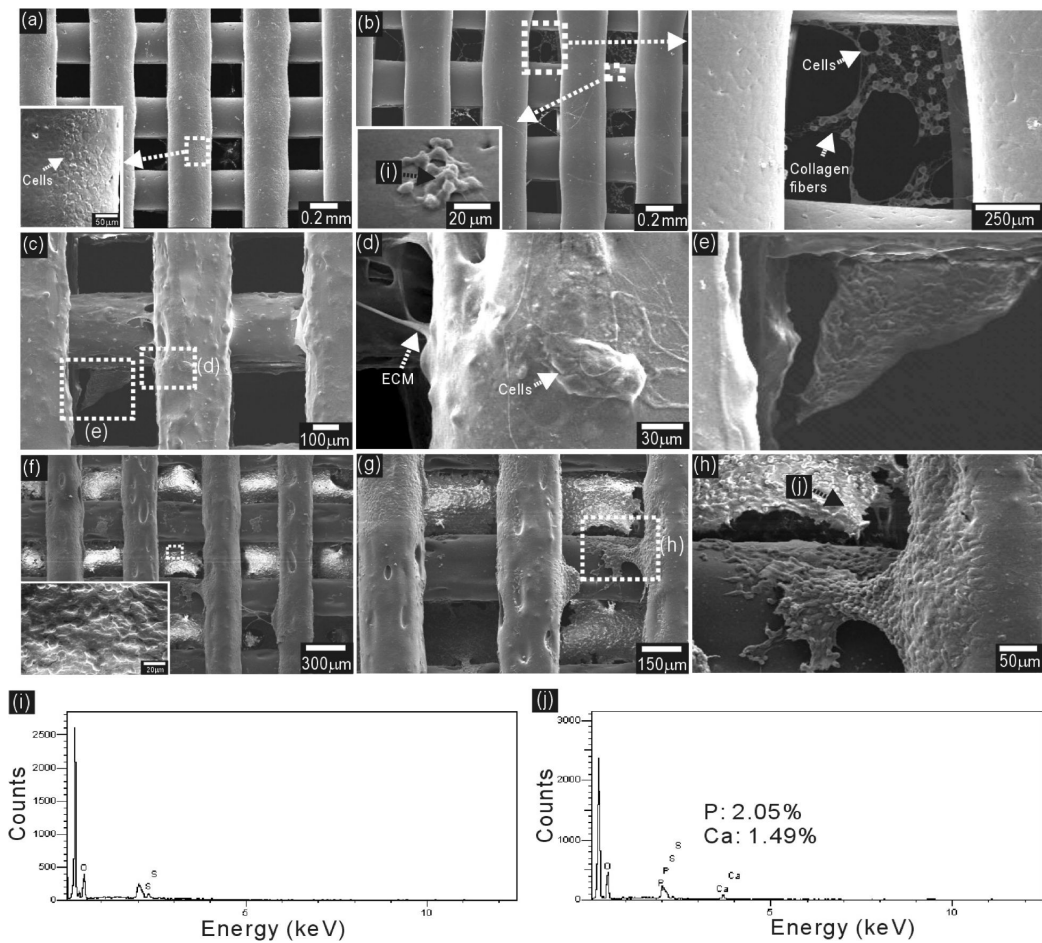 (a)
Cells
50μm
0.2 mm
(b)
(i)
20 μm
0.2 mm
Cells
Collagen
fibers
250μm
(c)
(d)
(e)
100μm
(d)
ECM
Cells
30μm
(e)
(f)
20μm
300μm
(g)
(h)
150μm
(h)
(j)
50μm
(i)
Counts
2500
2000
1500
1000
500
0
O
S
S
5
10
Energy (keV)
(j)
Counts
3000
2000
1000
0
P: 2.05%
Ca: 1.49%
O
P
P
S
S
Ca
Ca
5
10
Energy (keV)